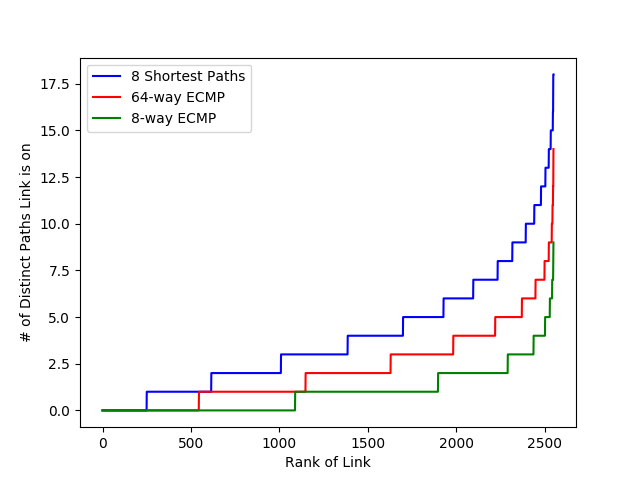 8 Shortest Paths
64-way ECMP
8-way ECMP
17.5
15.0
12.5
10.0
7.5
5.0
2.5
0.0
# of Distinct Paths Link is on
0 500 1000 1500 2000 2500
Rank of Link